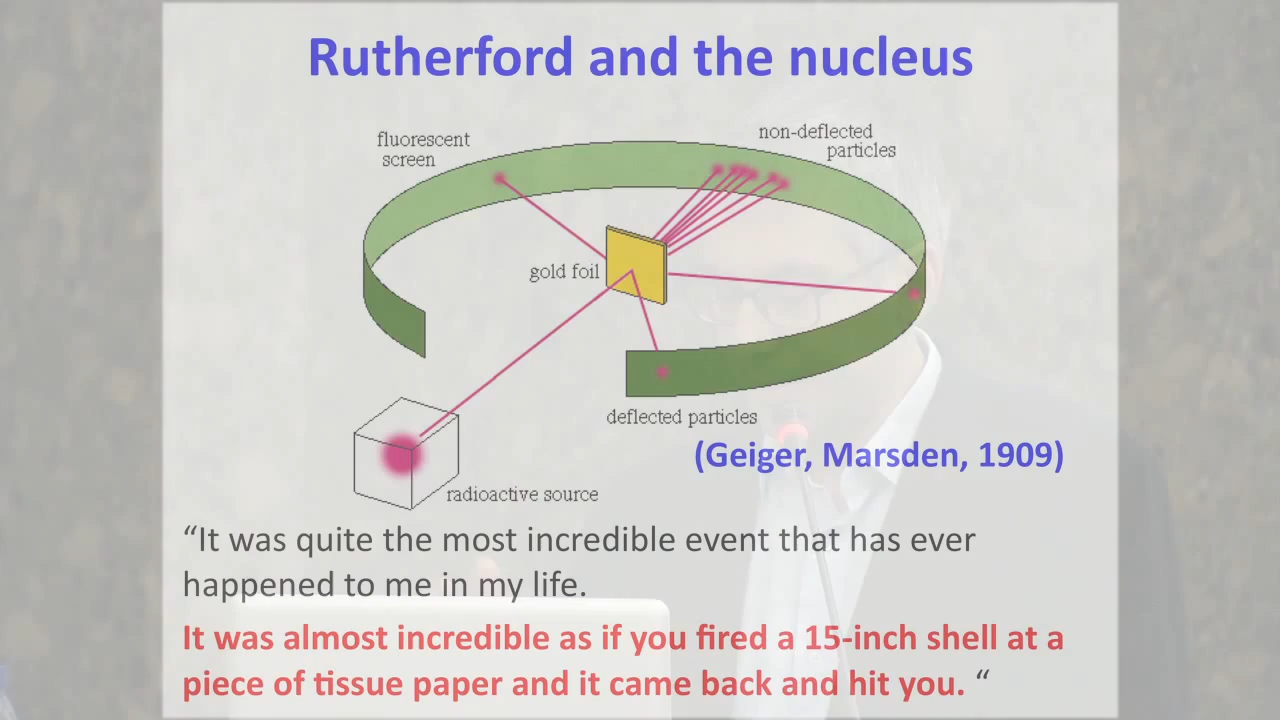 Rutherford and the nucleus
fluorescent
screen
non-deflected
particles
gold foil
deflected particles
(Geiger, Marsden, 1909)
radioactive source
“It was quite the most incredible event that has ever
happened to me in my life.
It was almost incredible as if you fired a 15-inch shell at a
piece of tissue paper and it came back and hit you. “